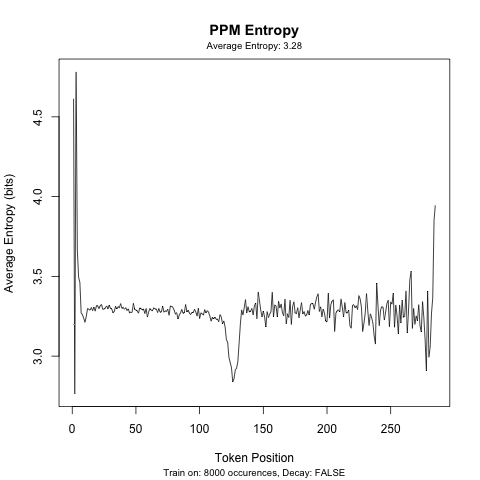 PPM Entropy
Average Entropy: 3.28
Average Entropy (bits)
4.5
4.0
3.5
3.0
0 50 100 150 200 250
Token Position
Train on: 8000 occurences, Decay: FALSE